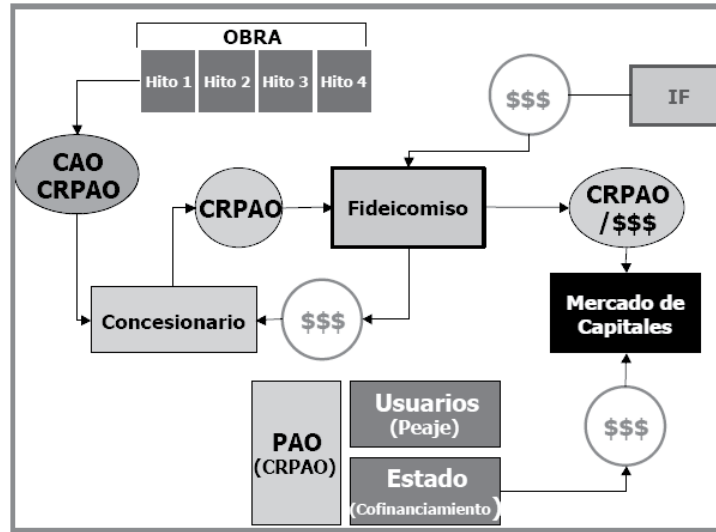 OBRA
Hito 1 Hito 2 Hito 3 Hito 4
$$$
IF
CAO
CRPAO
CRPAO
Fideicomiso
CRPAO
/$$$
Concesionario
$$$
Mercado de
Capitales
PAO
(CRPAO)
Usuarios
(Peaje)
Estado
(Cofinanciamiento)
$$$